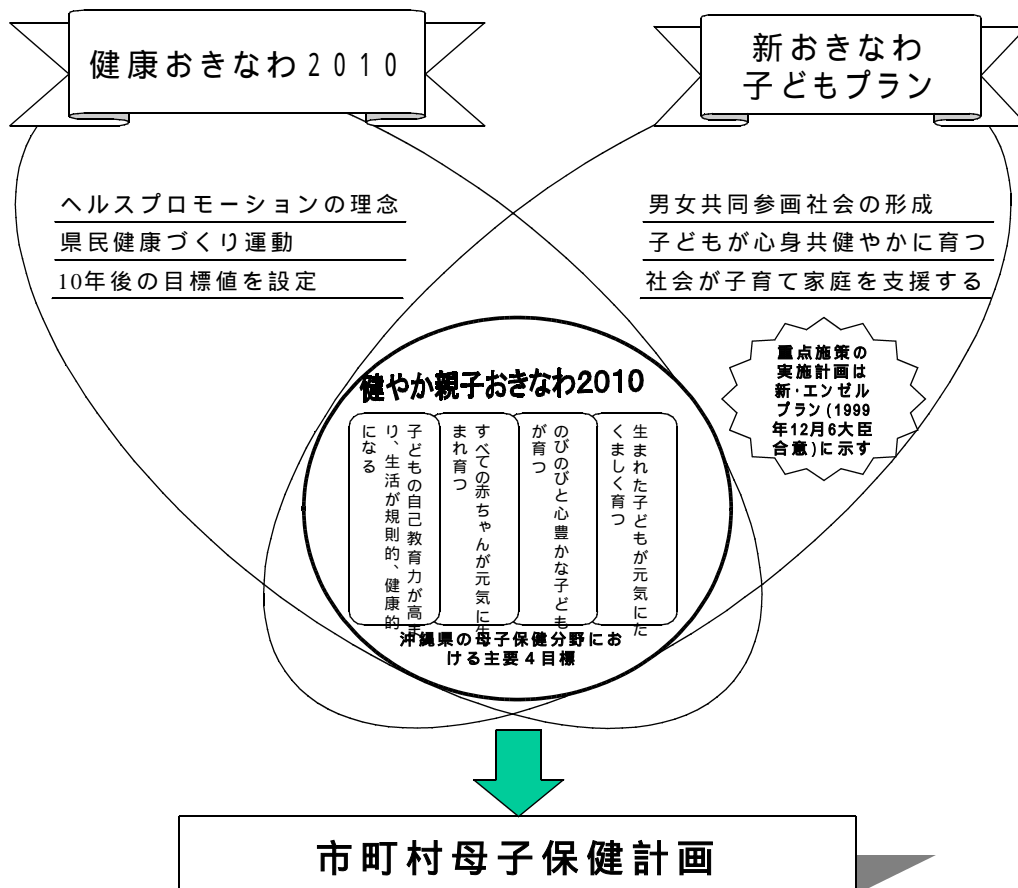 健康おきなわ2010
新おきなわ
子どもプラン
ヘルスプロモーションの理念
県民健康づくり運動
10年後の目標値を設定
男女共同参画社会の形成
子どもが心身共健やかに育つ
社会が子育て家庭を支援する
重点施策の
実施計画は
新・エンゼル
プラン(1999
年12月6大臣
合意)に示す
健やか親子おきなわ2010
生まれた子どもが元気にた
くましく育つ
のびのびと心豊かな子ども
が育つ
すべての赤ちゃんが元気に生
まれ育つ
子どもの自己教育力が高ま
り、生活が規則的、健康的
になる
沖縄県の母子保健分野にお
ける主要4目標
市町村母子保健計画